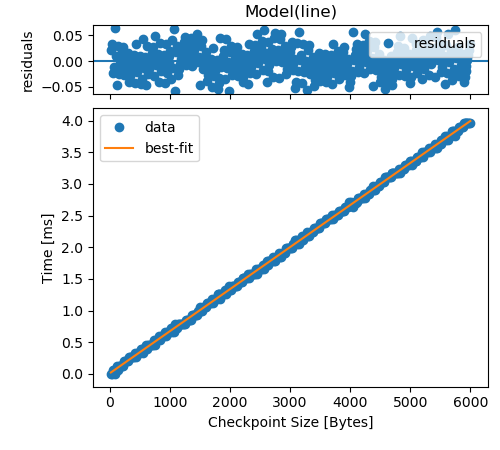 Model(line)
0.05
0.00
−0.05
residuals
residuals
4.0
3.5
3.0
2.5
2.0
1.5
1.0
0.5
0.0
Time [ms]
data
best-fit
0 1000 2000 3000 4000 5000 6000
Checkpoint Size [Bytes]